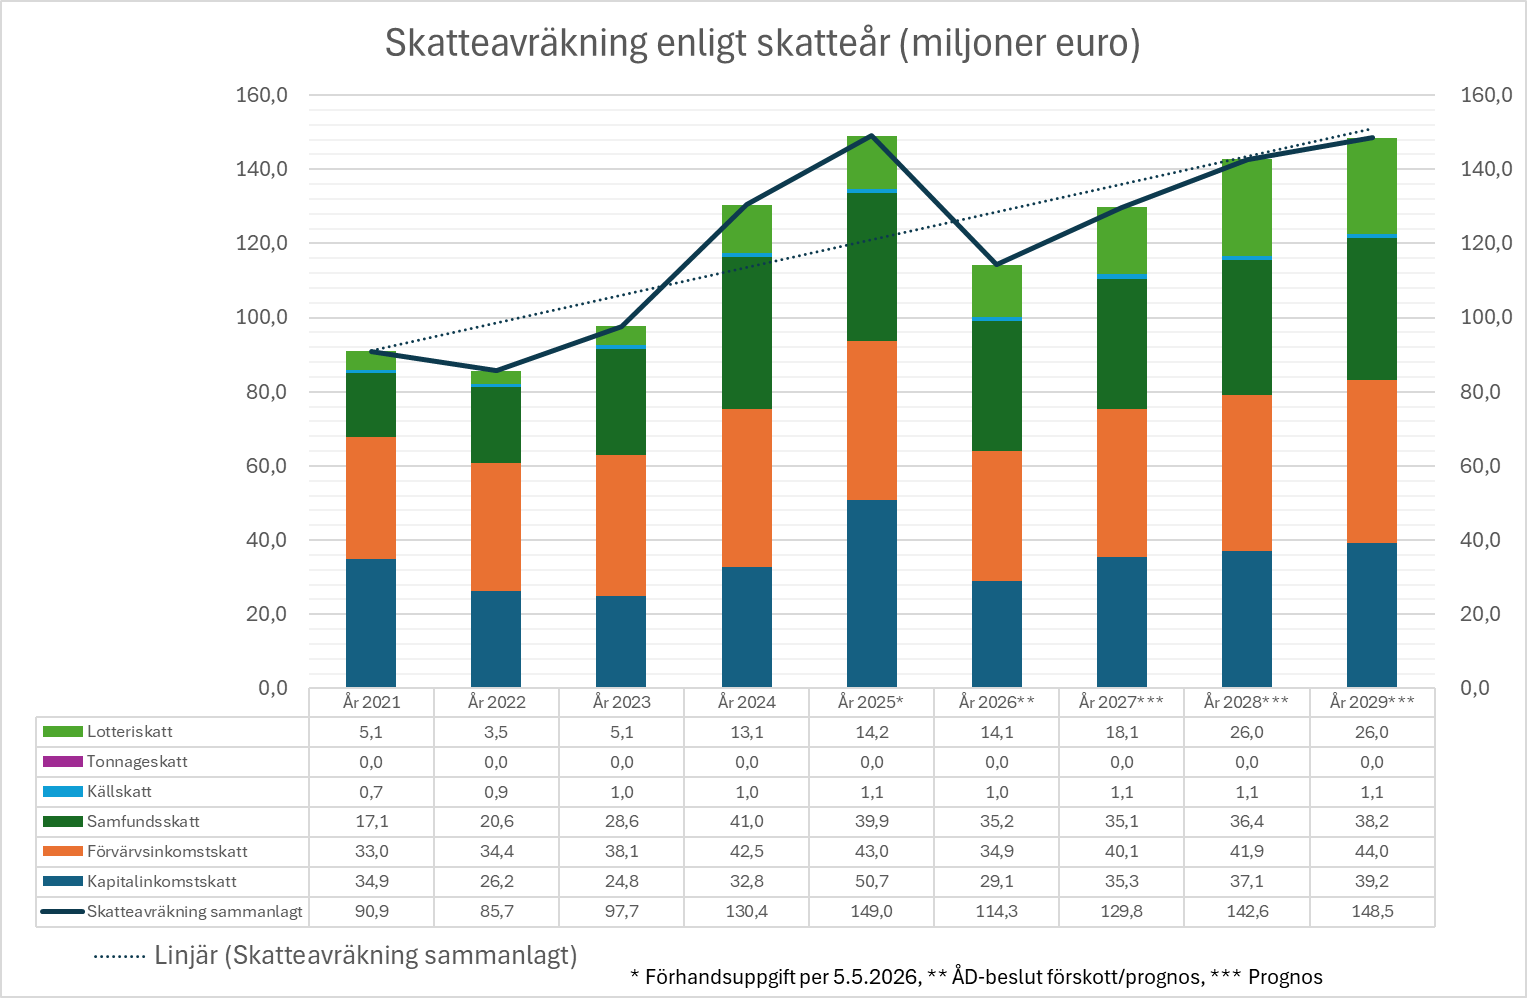 Skatteavräkning enligt skatteår (miljoner euro)
160,0 160,0
140,0 140,0
120,0 120,0
100,0 100,0
80,0 80,0
60,0 60,0
40,0 40,0
20,0 20,0
0,0 0,0
År 2021 År 2022 År 2023 År 2024 År 2025* År 2026** År 2027*** År 2028*** År 2029***
Lotteriskatt 5,1 3,5 5,1 13,1 14,2 14,1 18,1 26,0 26,0
Tonnageskatt 0,0 0,0 0,0 0,0 0,0 0,0 0,0 0,0 0,0
Källskatt 0,7 0,9 1,0 1,0 1,1 1,0 1,1 1,1 1,1
Samfundsskatt 17,1 20,6 28,6 41,0 39,9 35,2 35,1 36,4 38,2
Förvärvsinkomstskatt 33,0 34,4 38,1 42,5 43,0 34,9 40,1 41,9 44,0
Kapitalinkomstskatt 34,9 26,2 24,8 32,8 50,7 29,1 35,3 37,1 39,2
Skatteavräkning sammanlagt 90,9 85,7 97,7 130,4 149,0 114,3 129,8 142,6 148,5
Linjär (Skatteavräkning sammanlagt)
* Förhandsuppgift per 5.5.2026, ** ÅD-beslut förskott/prognos, *** Prognos